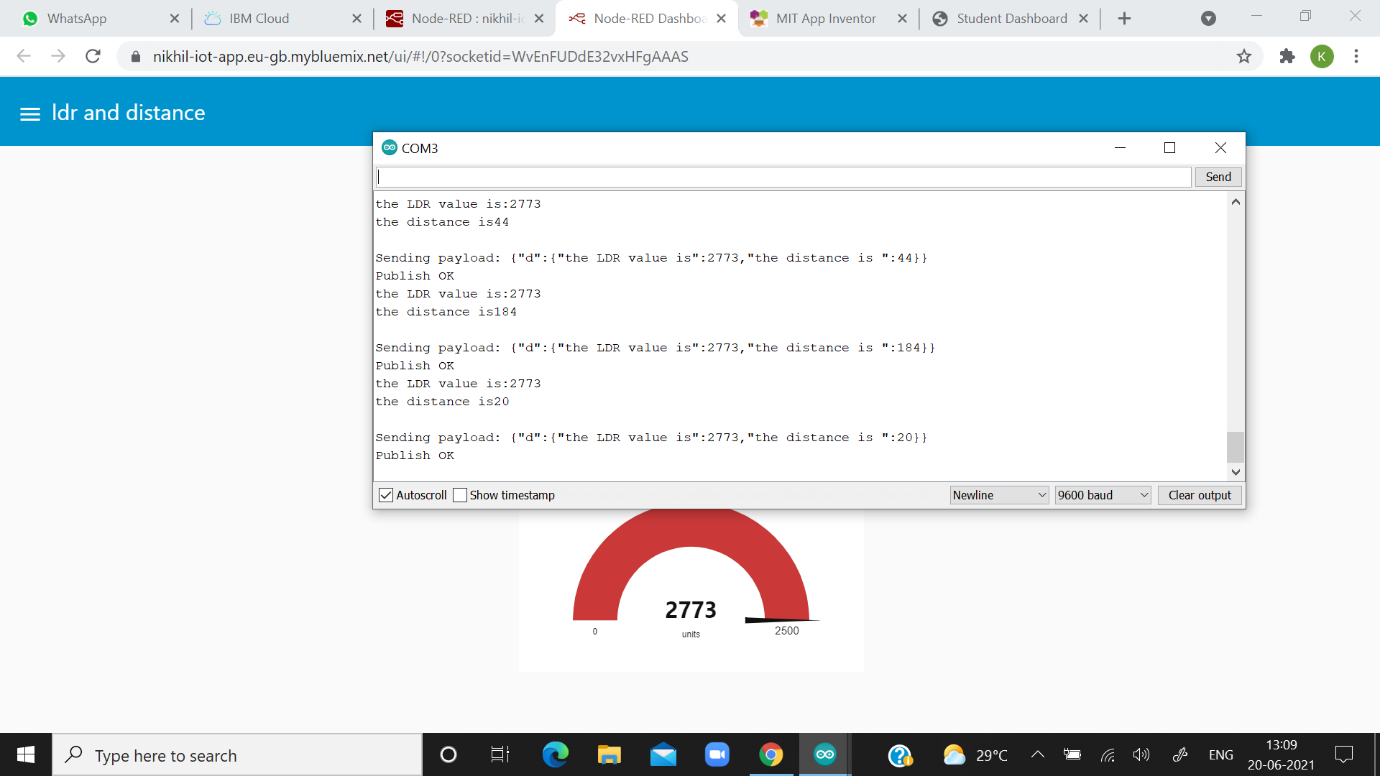 WhatsApp
IBM Cloud
Node-RED : nikhil-i
Node-RED Dashboa
MIT App Inventor
Student Dashboard
nikhil-iot-app.eu-gb.mybluemix.net/ui/#!/0?socketid=WvEnFUDdE32vxHFgAAAS
K
ldr and distance
COM3
Send
the LDR value is:2773
the distance is44
Sending payload: {"d":{"the LDR value is":2773,"the distance is ":44}}
Publish OK
the LDR value is:2773
the distance is184
Sending payload: {"d":{"the LDR value is":2773,"the distance is ":184}}
Publish OK
the LDR value is:2773
the distance is20
Sending payload: {"d":{"the LDR value is":2773,"the distance is ":20}}
Publish OK
Autoscroll
Show timestamp
Newline
9600 baud
Clear output
2773
units
0
2500
Type here to search
29°C
ENG
13:09
20-06-2021